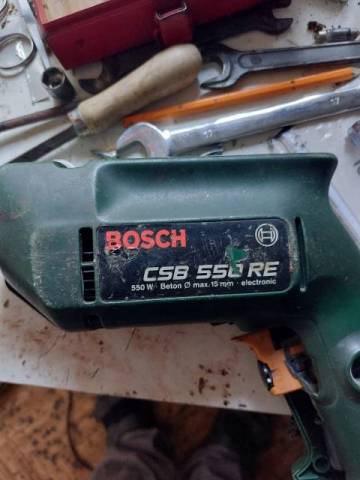 BOSCH
CSB 550 RE
550 W · Beton Ø max. 15 mm · electronic